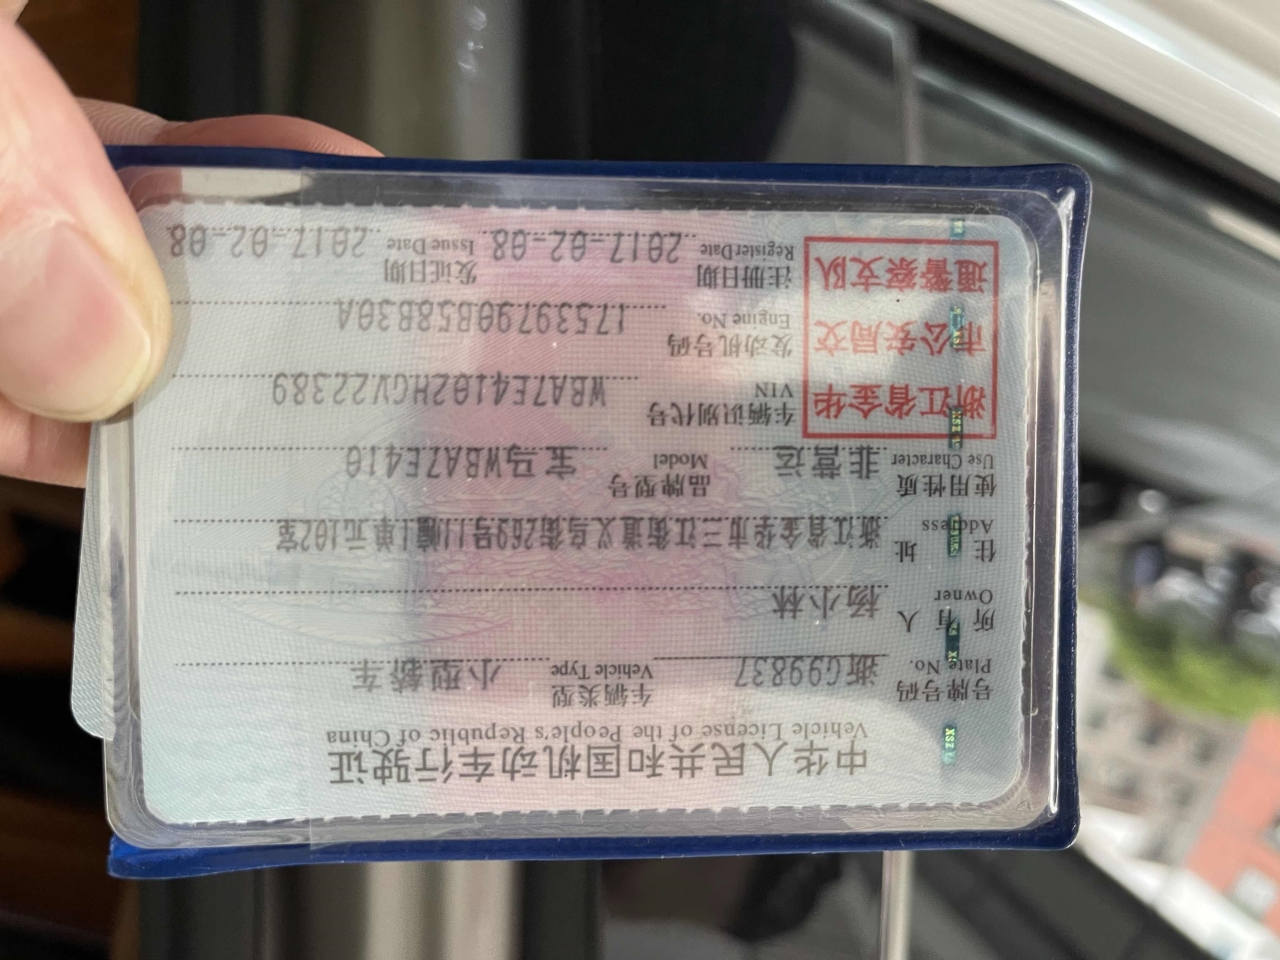 中华人民共和国机动车行驶证
Vehicle License of the People's Republic of China
号牌号码 浙G99837 车辆类型 小型轿车
Plate No. Vehicle Type
所有人 杨小林
Owner
住址 浙江省金华市三江街道义乌街269号11幢1单元102室
Address
使用性质 非营运 品牌型号 宝马WBA7E410
Use Character Model
浙江省金华
市公安局交
通警察支队
车辆识别代号 WBA7E4102HGV22389
VIN
发动机号码 17539790B58B30A
Engine No.
注册日期 2017-02-08 发证日期 2017-02-08
Register Date Issue Date